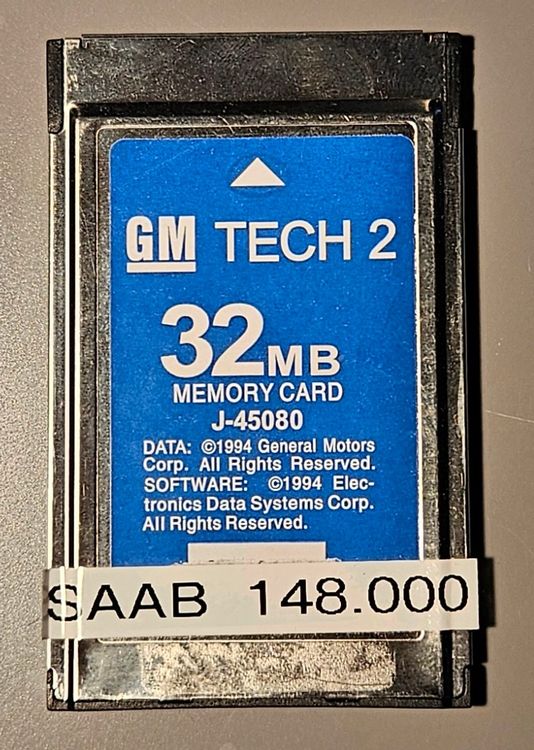 GM TECH 2
32MB
MEMORY CARD
J-45080
DATA: ©1994 General Motors
Corp. All Rights Reserved.
SOFTWARE: ©1994 Elec-
tronics Data Systems Corp.
All Rights Reserved.
SAAB 148.000